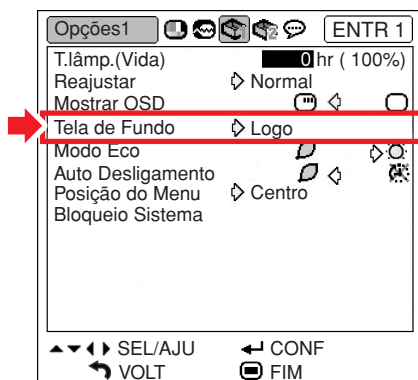 Opções1 ENTR 1
T.lâmp.(Vida) 0 hr ( 100%)
Reajustar Normal
Mostrar OSD
Tela de Fundo Logo
Modo Eco
Auto Desligamento
Posição do Menu Centro
Bloqueio Sistema
SEL/AJU CONF
VOLT FIM